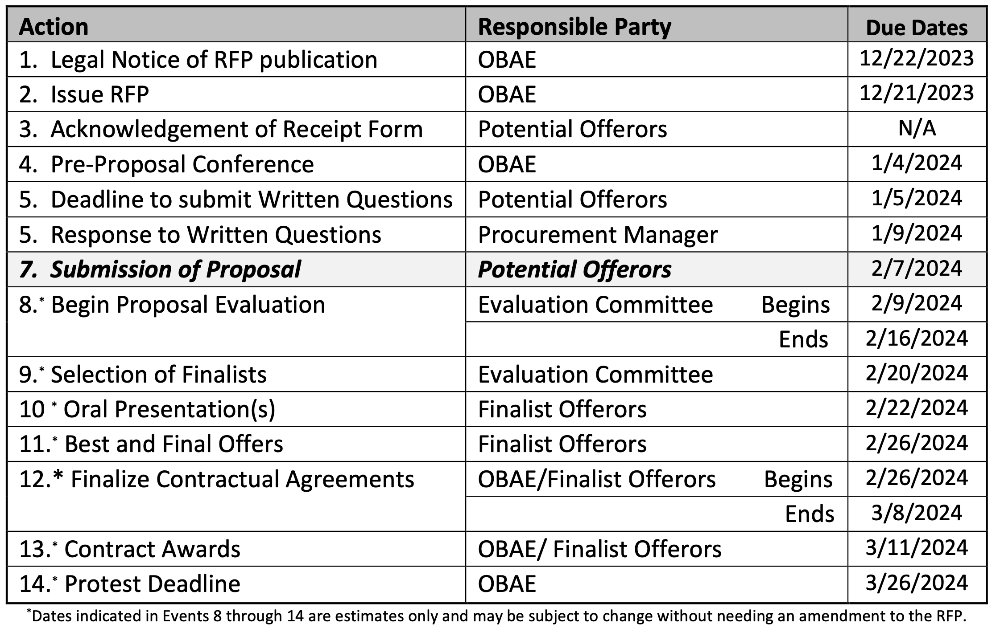 Action Responsible Party Due Dates
1. Legal Notice of RFP publication OBAE 12/22/2023
2. Issue RFP OBAE 12/21/2023
3. Acknowledgement of Receipt Form Potential Offerors N/A
4. Pre-Proposal Conference OBAE 1/4/2024
5. Deadline to submit Written Questions Potential Offerors 1/5/2024
5. Response to Written Questions Procurement Manager 1/9/2024
7. Submission of Proposal Potential Offerors 2/7/2024
8.* Begin Proposal Evaluation Evaluation Committee Begins 2/9/2024
Ends 2/16/2024
9.* Selection of Finalists Evaluation Committee 2/20/2024
10 * Oral Presentation(s) Finalist Offerors 2/22/2024
11.* Best and Final Offers Finalist Offerors 2/26/2024
12.* Finalize Contractual Agreements OBAE/Finalist Offerors Begins 2/26/2024
Ends 3/8/2024
13.* Contract Awards OBAE/ Finalist Offerors 3/11/2024
14.* Protest Deadline OBAE 3/26/2024
*Dates indicated in Events 8 through 14 are estimates only and may be subject to change without needing an amendment to the RFP.